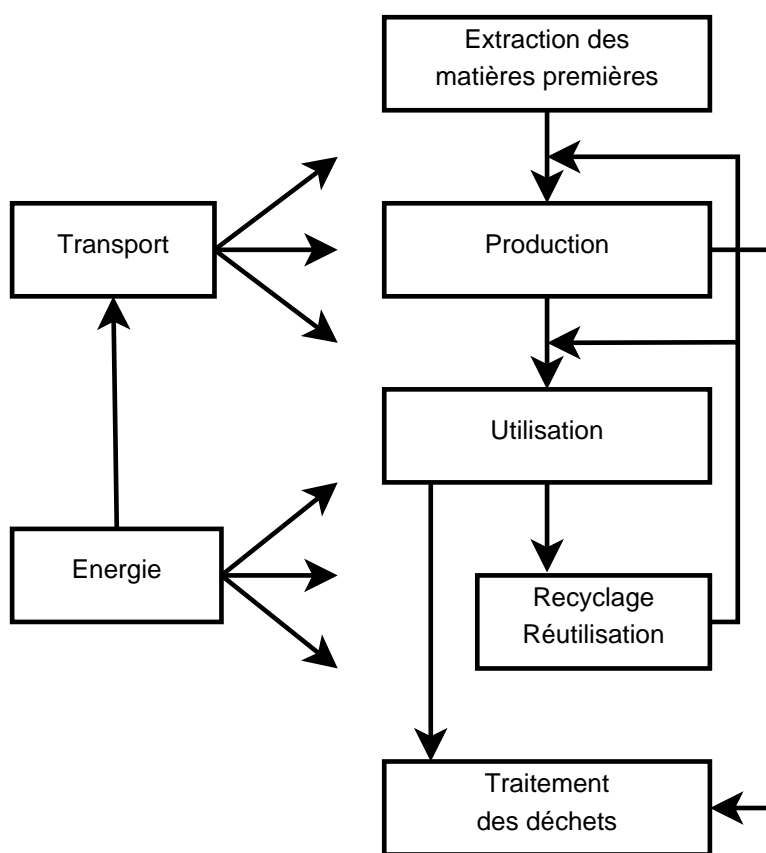 Extraction des
matières premières
Transport
Production
Utilisation
Energie
Recyclage
Réutilisation
Traitement
des déchets